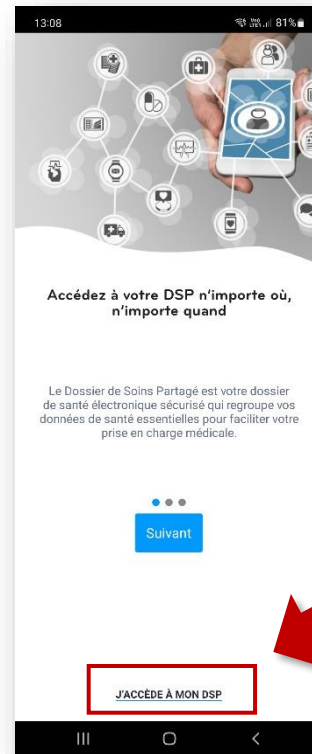 13:08
81%
Accédez à votre DSP n'importe où,
n'importe quand
Le Dossier de Soins Partagé est votre dossier
de santé électronique sécurisé qui regroupe vos
données de santé essentielles pour faciliter votre
prise en charge médicale.
Suivant
J'ACCÈDE À MON DSP